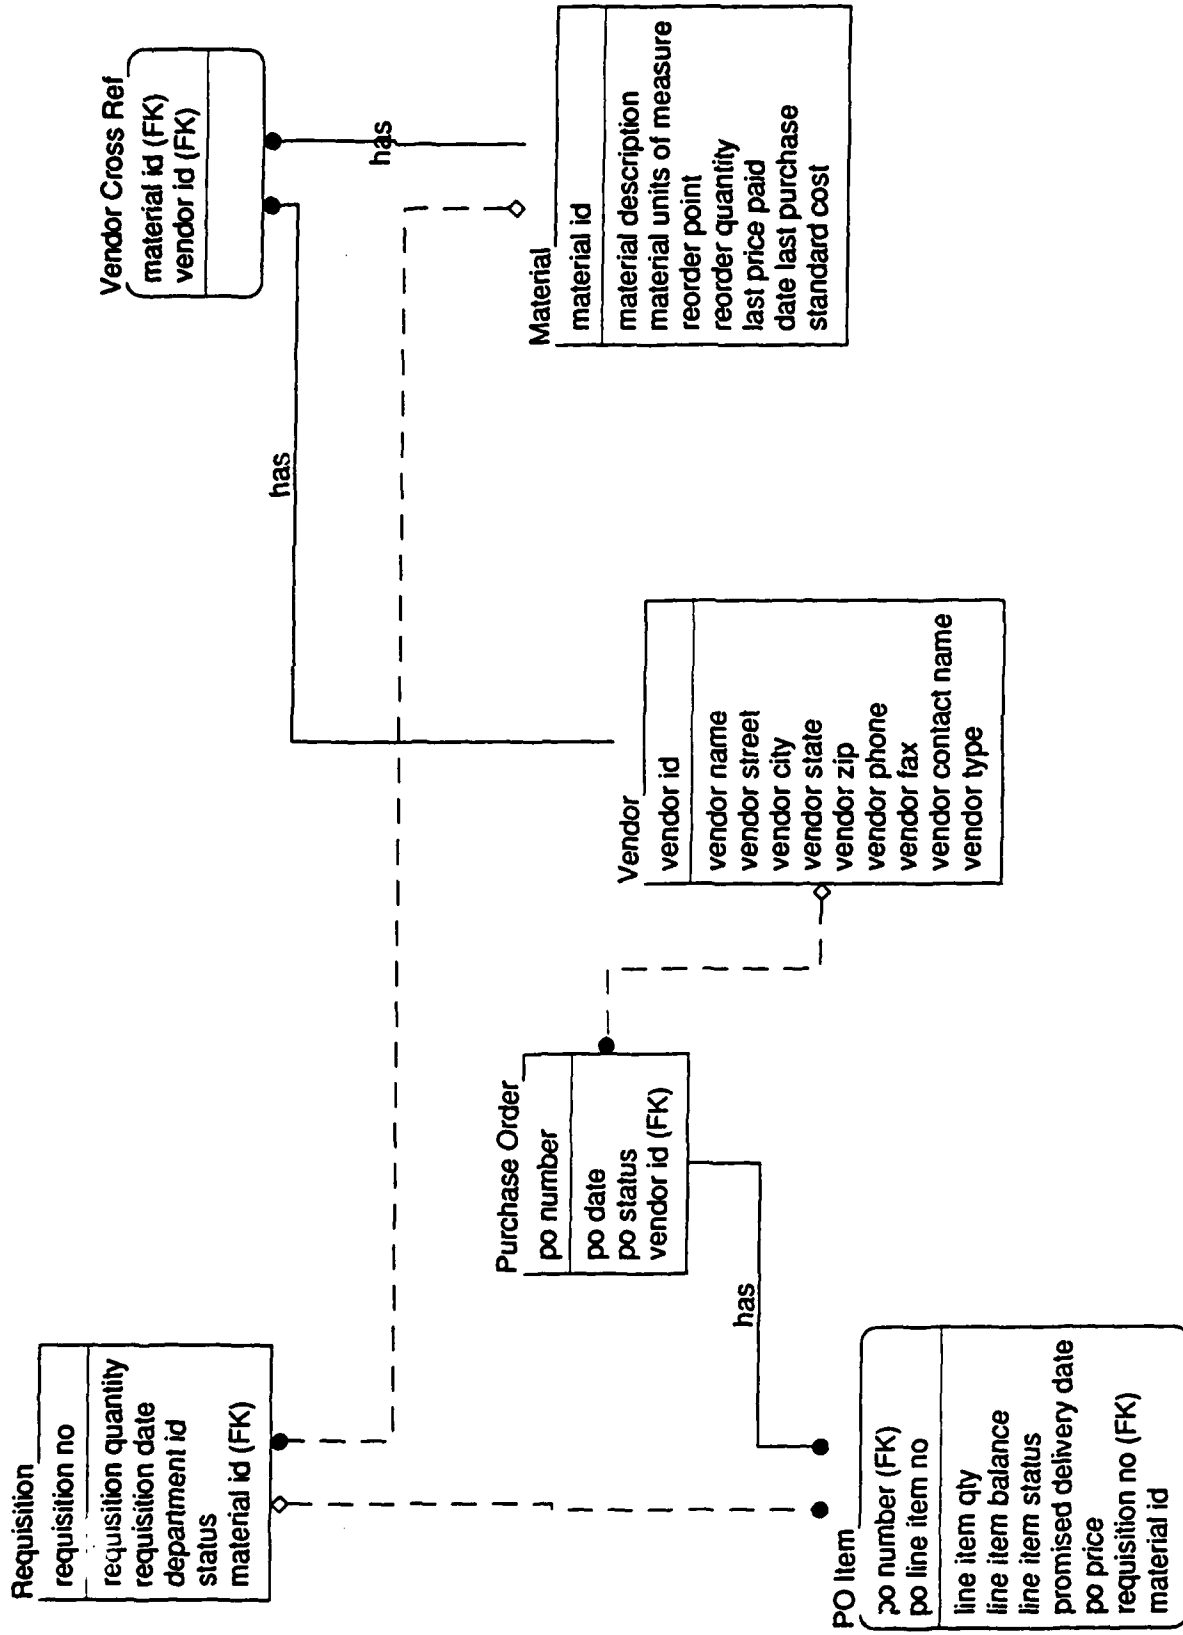 Requisition
requisition no
requisition quantity
requisition date
department id
status
material id (FK)
Vendor Cross Ref
material id (FK)
vendor id (FK)
has
has
Material
material id
material description
material units of measure
reorder point
reorder quantity
last price paid
date last purchase
standard cost
Purchase Order
po number
po date
po status
vendor id (FK)
Vendor
vendor id
vendor name
vendor street
vendor city
vendor state
vendor zip
vendor phone
vendor fax
vendor contact name
vendor type
has
PO Item
po number (FK)
po line item no
line item qty
line item balance
line item status
promised delivery date
po price
requisition no (FK)
material id